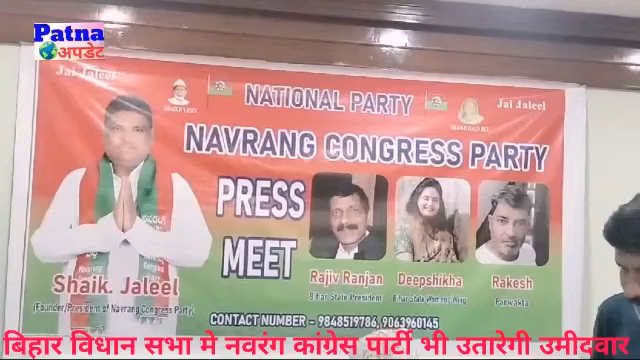 Patna
अपडेट
Jai Jaleel
Jai Jaleel
NATIONAL PARTY
NAVRANG CONGRESS PARTY
PRESS
MEET
Shaik. Jaleel
(Founder/President of Navrang Congress Party)
Rajiv Ranjan
Bihar State President
Deepshikha
Rakesh
CONTACT NUMBER - 9848519786, 9063960145
बिहार विधान सभा मे नवरंग कांग्रेस पार्टी भी उतारेगी उमीदवार